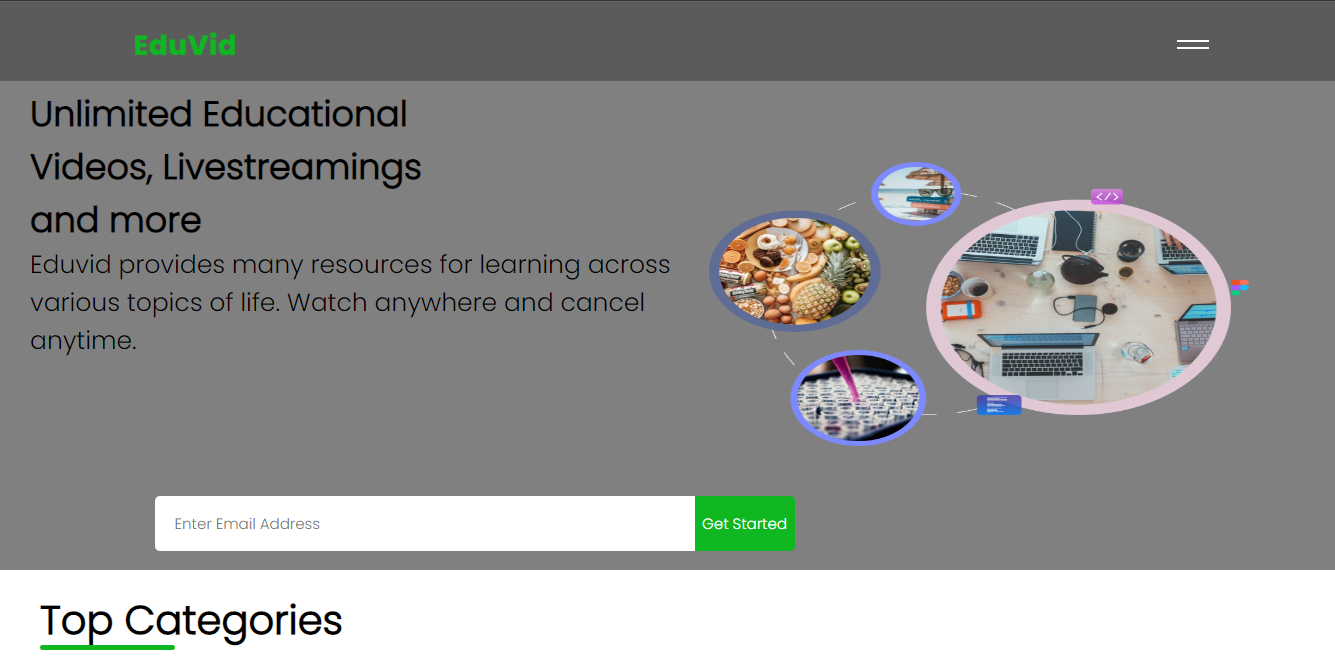 EduVid
Unlimited Educational
Videos, Livestreamings
and more
Eduvid provides many resources for learning across
various topics of life. Watch anywhere and cancel
anytime.
</>
Enter Email Address
Get Started
Top Categories